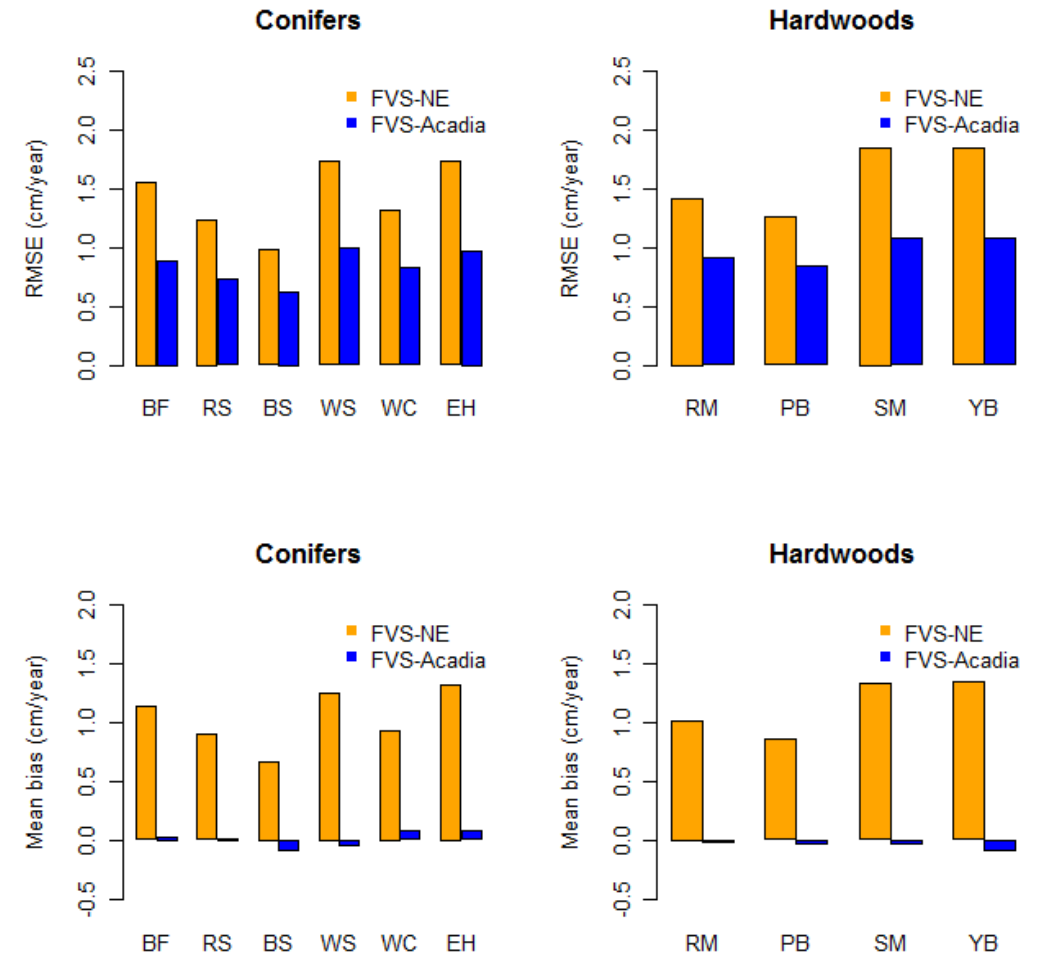 Conifers
RMSE (cm/year)
2.5
2.0
1.5
1.0
0.5
0.0
FVS-NE
FVS-Acadia
BF RS BS WS WC EH
Hardwoods
RMSE (cm/year)
2.5
2.0
1.5
1.0
0.5
0.0
FVS-NE
FVS-Acadia
RM PB SM YB
Conifers
Mean bias (cm/year)
2.0
1.5
1.0
0.5
0.0
-0.5
FVS-NE
FVS-Acadia
BF RS BS WS WC EH
Hardwoods
Mean bias (cm/year)
2.0
1.5
1.0
0.5
0.0
-0.5
FVS-NE
FVS-Acadia
RM PB SM YB